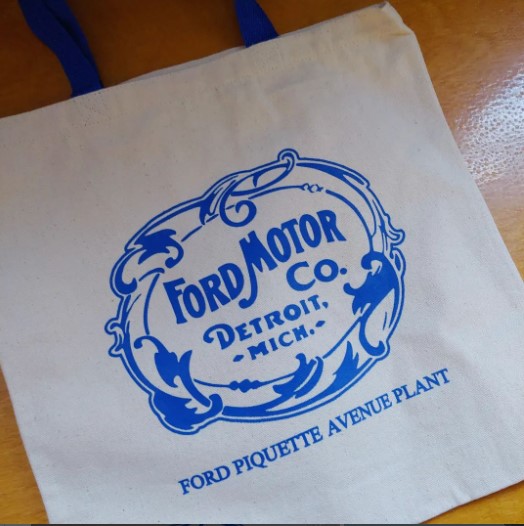 FORD MOTOR
CO.
DETROIT,
-MICH.-
FORD PIQUETTE AVENUE PLANT